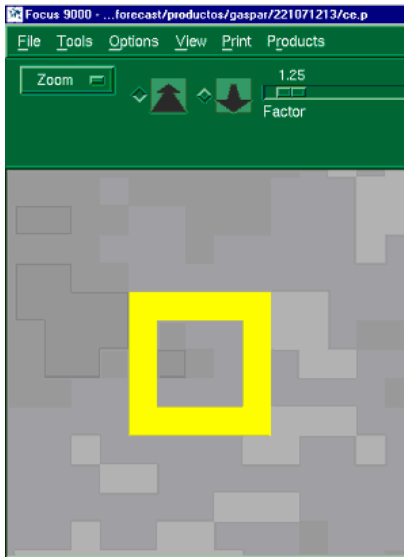 Focus 9000 - ...forecast/productos/gaspar/221071213/ce.p
File Tools Options View Print Products
Zoom
1.25
Factor